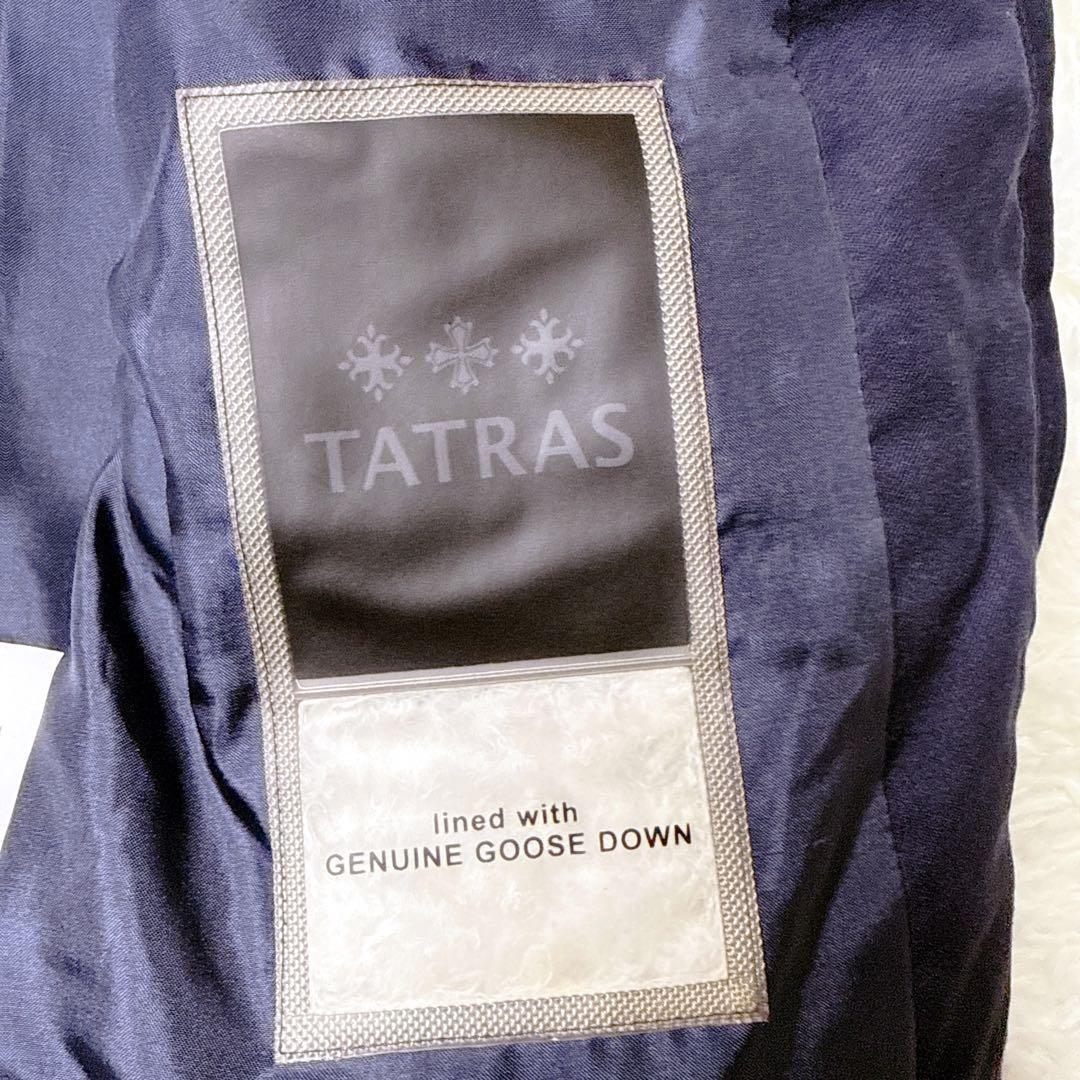 TATRAS
lined with
GENUINE GOOSE DOWN